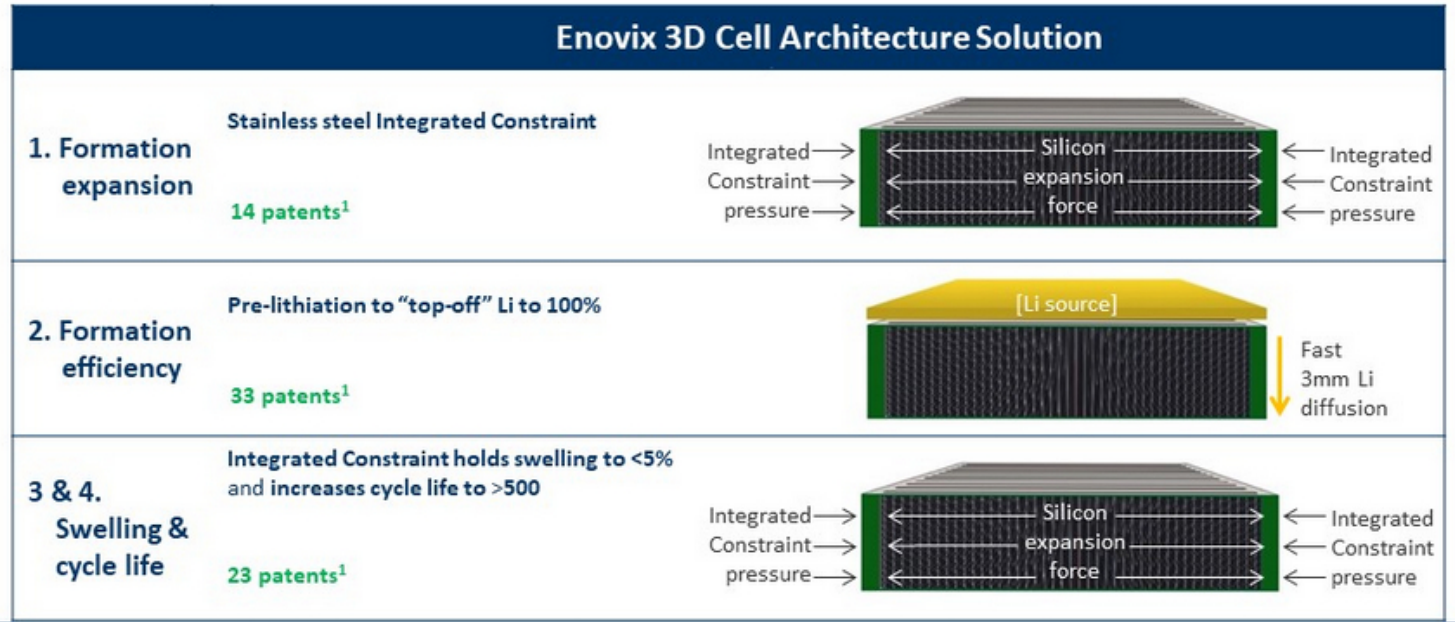 Enovix 3D Cell Architecture Solution
1. Formation
expansion
Stainless steel Integrated Constraint
14 patents¹
Integrated
Constraint
pressure
Silicon
expansion
force
Integrated
Constraint
pressure
2. Formation
efficiency
Pre-lithiation to “top-off” Li to 100%
33 patents¹
[Li source]
Fast
3mm Li
diffusion
3 & 4.
Swelling &
cycle life
Integrated Constraint holds swelling to <5%
and increases cycle life to >500
23 patents¹
Integrated
Constraint
pressure
Silicon
expansion
force
Integrated
Constraint
pressure